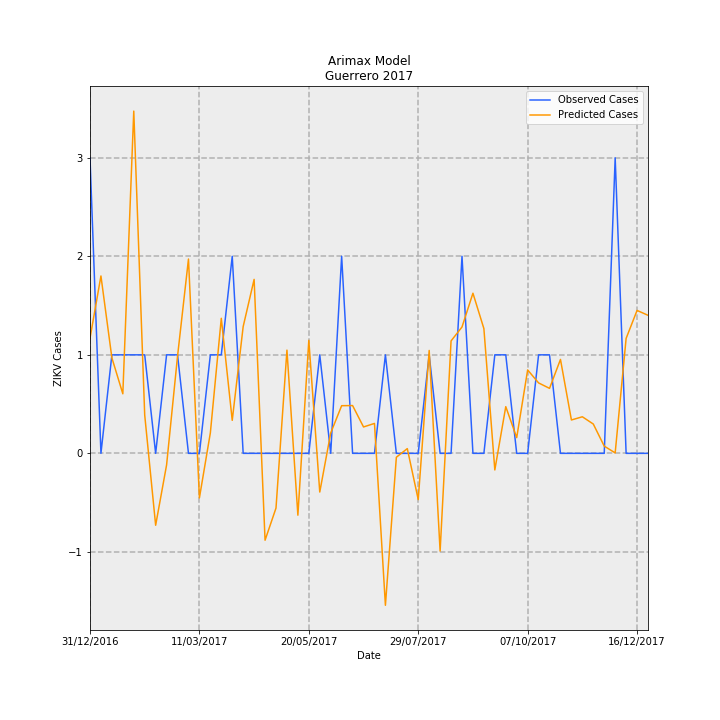 Arimax Model
Guerrero 2017
Observed Cases
Predicted Cases
ZIKV Cases
3
2
1
0
−1
31/12/2016 11/03/2017 20/05/2017 29/07/2017 07/10/2017 16/12/2017
Date